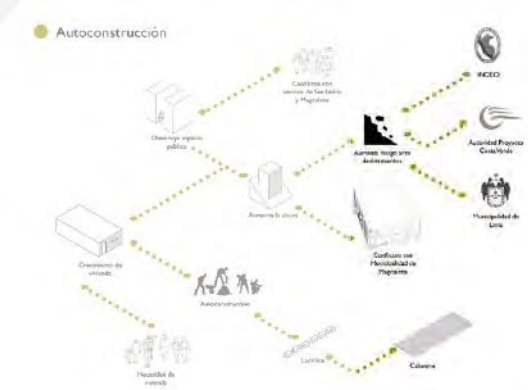 Autoconstrucción
Conflictos con
vecinos de San Isidro
y Magdalena
INDECI
Obstruye espacio
público
Aumenta riesgo ante
deslizamientos
Autoridad Proyecto
Costa Verde
Aumenta la altura
Municipalidad de
Lima
Crecimiento de
vivienda
Conflictos con
Municipalidad de
Magdalena
Autoconstrucción
Ladrillos
Calamina
Necesidad de
vivienda